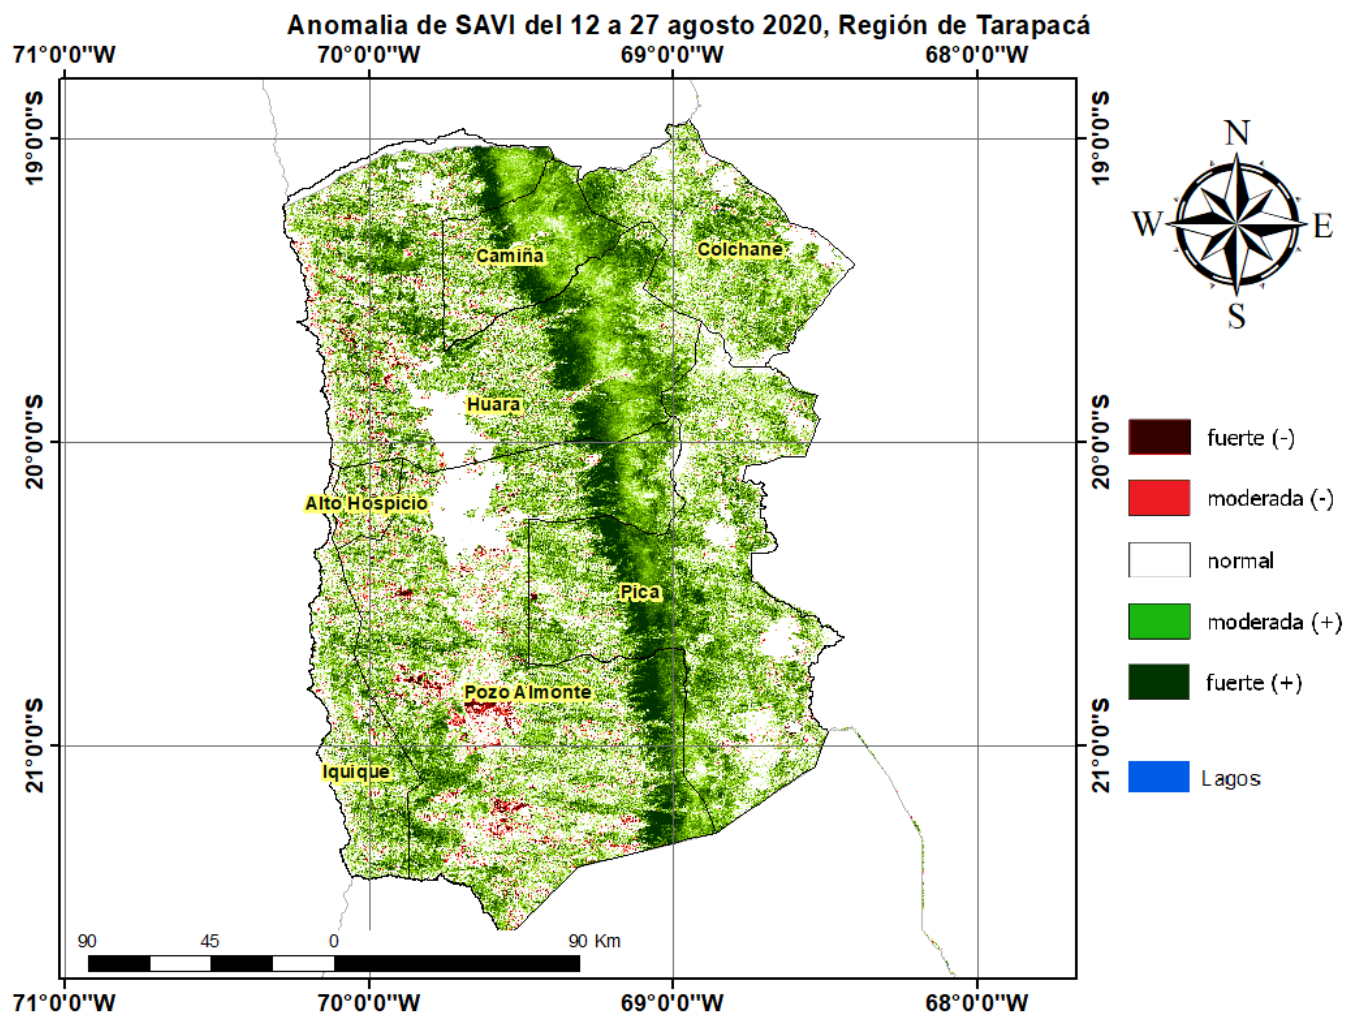 Anomalia de SAVI del 12 a 27 agosto 2020, Región de Tarapacá
71°0'0"W 70°0'0"W 69°0'0"W 68°0'0"W
19°0'0"S 19°0'0"S
N
W E
S
Camiña
Colchane
Huara
20°0'0"S 20°0'0"S
fuerte (-)
moderada (-)
Alto Hospicio
normal
Pica
moderada (+)
fuerte (+)
Pozo Almonte
21°0'0"S 21°0'0"S
Iquique
Lagos
90 45 0 90 Km
71°0'0"W 70°0'0"W 69°0'0"W 68°0'0"W